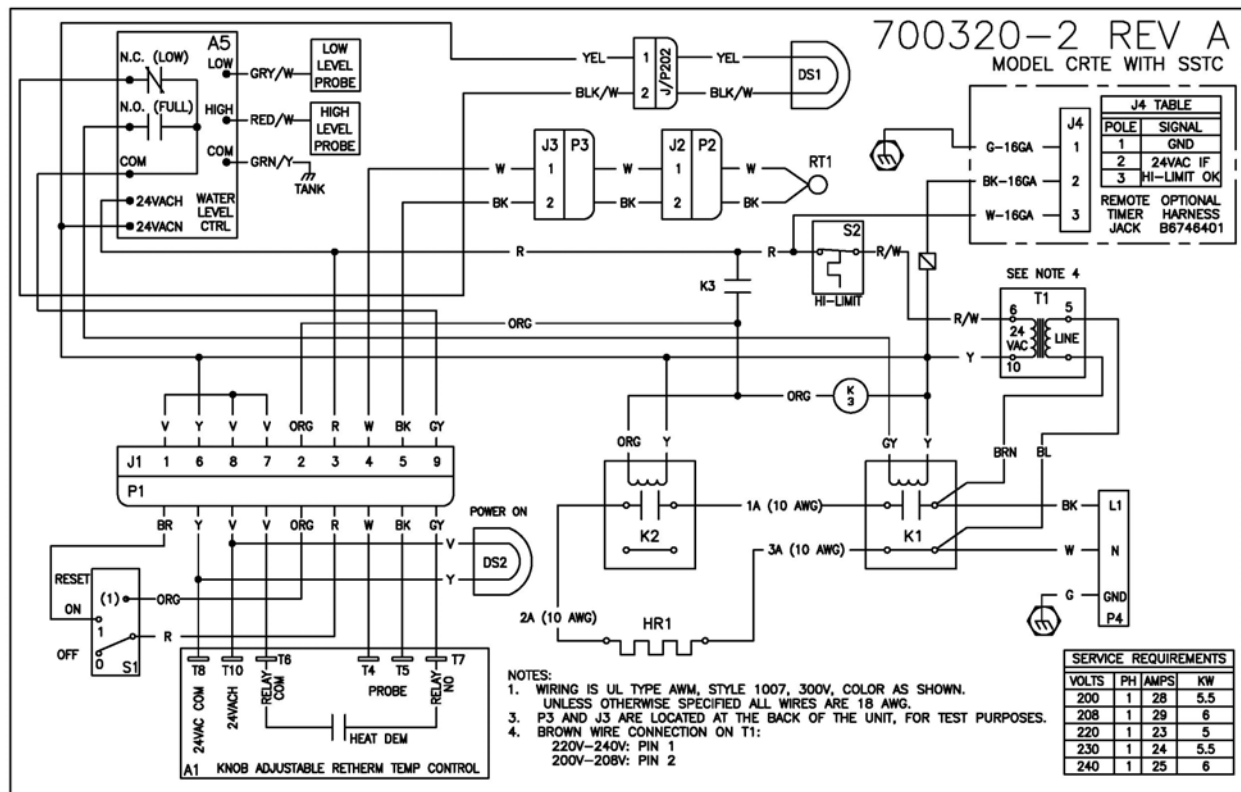 700320-2 REV A
MODEL CRTE WITH SSTC
A5
N.C. (LOW)
N.O. (FULL)
COM
24VACH
24VACN
WATER
LEVEL
CTRL
LOW
HIGH
COM
GRY/W
RED/W
GRN/Y
LOW
LEVEL
PROBE
HIGH
LEVEL
PROBE
TANK
YEL
BLK/W
1
2
J/P202
YEL
BLK/W
DS1
W
BK
J3
P3
1
2
W
BK
J2
P2
1
2
W
BK
RT1
J4
1
2
3
G-16GA
BK-16GA
W-16GA
J4 TABLE
POLE SIGNAL
1 GND
2 24VAC IF
3 HI-LIMIT OK
REMOTE OPTIONAL
TIMER HARNESS
JACK B6746401
R
R
S2
HI-LIMIT
R/W
K3
ORG
SEE NOTE 4
T1
6
5
24
VAC
LINE
10
R/W
Y
ORG
K
3
V Y V V ORG R W BK GY
J1 1 6 8 7 2 3 4 5 9
P1
BR Y V V ORG R W BK GY
ORG
Y
K2
GY
Y
K1
BRN
BL
1A (10 AWG)
3A (10 AWG)
2A (10 AWG)
HR1
BK
W
G
L1
N
GND
P4
POWER ON
V
Y
DS2
RESET
(1)
ON
1
OFF
0
S1
ORG
R
T8
T10
T6
T4
T5
T7
24VAC COM
24VACH
RELAY
COM
PROBE
RELAY
NO
HEAT DEM
A1 KNOB ADJUSTABLE RETHERM TEMP CONTROL
NOTES:
1. WIRING IS UL TYPE AWM, STYLE 1007, 300V, COLOR AS SHOWN.
UNLESS OTHERWISE SPECIFIED ALL WIRES ARE 18 AWG.
3. P3 AND J3 ARE LOCATED AT THE BACK OF THE UNIT, FOR TEST PURPOSES.
4. BROWN WIRE CONNECTION ON T1:
220V-240V: PIN 1
200V-208V: PIN 2
SERVICE REQUIREMENTS
VOLTS PH AMPS KW
200 1 28 5.5
208 1 29 6
220 1 23 5
230 1 24 5.5
240 1 25 6